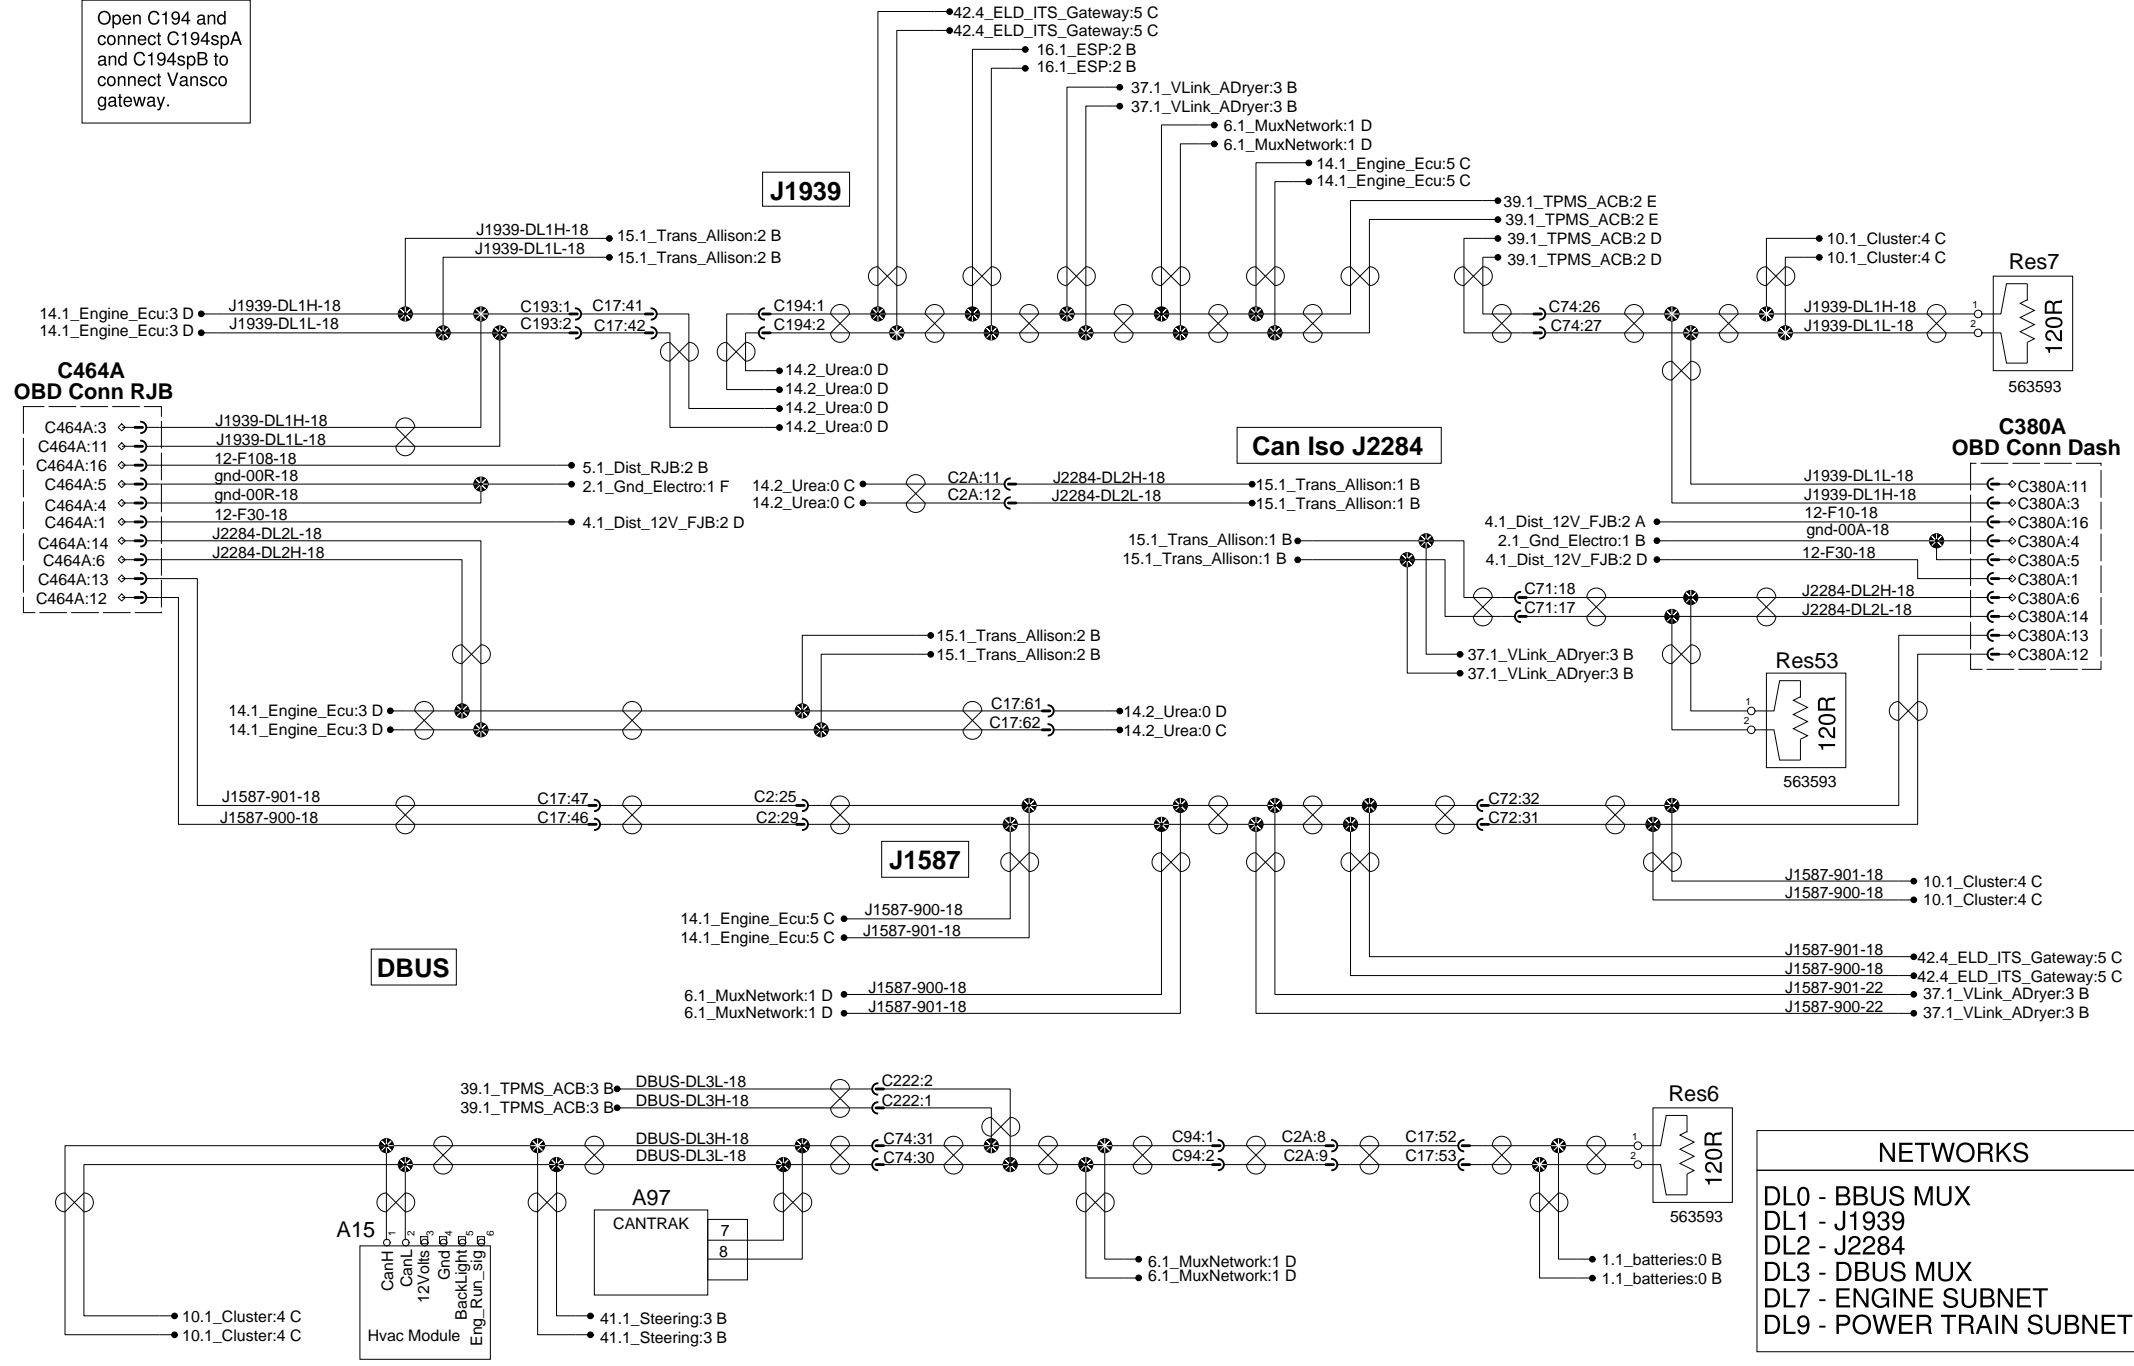 Open C194 and
connect C194spA
and C194spB to
connect Vansco
gateway.
42.4_ELD_ITS_Gateway:5 C
42.4_ELD_ITS_Gateway:5 C
16.1_ESP:2 B
16.1_ESP:2 B
37.1_VLink_ADryer:3 B
37.1_VLink_ADryer:3 B
6.1_MuxNetwork:1 D
6.1_MuxNetwork:1 D
14.1_Engine_Ecu:5 C
14.1_Engine_Ecu:5 C
J1939
39.1_TPMS_ACB:2 E
39.1_TPMS_ACB:2 E
39.1_TPMS_ACB:2 D
39.1_TPMS_ACB:2 D
J1939-DL1H-18
15.1_Trans_Allison:2 B
J1939-DL1L-18
15.1_Trans_Allison:2 B
10.1_Cluster:4 C
10.1_Cluster:4 C
Res7
14.1_Engine_Ecu:3 D
J1939-DL1H-18
C193:1
C17:41
C194:1
C74:26
J1939-DL1H-18
1
14.1_Engine_Ecu:3 D
J1939-DL1L-18
C193:2
C17:42
C194:2
C74:27
J1939-DL1L-18
2
120R
563593
14.2_Urea:0 D
14.2_Urea:0 D
14.2_Urea:0 D
14.2_Urea:0 D
C464A
OBD Conn RJB
C464A:3
J1939-DL1H-18
C464A:11
J1939-DL1L-18
C464A:16
12-F108-18
5.1_Dist_RJB:2 B
C464A:5
gnd-00R-18
2.1_Gnd_Electro:1 F
C464A:4
gnd-00R-18
C464A:1
12-F30-18
4.1_Dist_12V_FJB:2 D
C464A:14
J2284-DL2L-18
C464A:6
J2284-DL2H-18
C464A:13
C464A:12
Can Iso J2284
14.2_Urea:0 C
C2A:11
J2284-DL2H-18
15.1_Trans_Allison:1 B
14.2_Urea:0 C
C2A:12
J2284-DL2L-18
15.1_Trans_Allison:1 B
C380A
OBD Conn Dash
J1939-DL1L-18
C380A:11
J1939-DL1H-18
C380A:3
4.1_Dist_12V_FJB:2 A
12-F10-18
C380A:16
2.1_Gnd_Electro:1 B
gnd-00A-18
C380A:4
4.1_Dist_12V_FJB:2 D
12-F30-18
C380A:5
C380A:1
15.1_Trans_Allison:1 B
15.1_Trans_Allison:1 B
C71:18
J2284-DL2H-18
C380A:6
C71:17
J2284-DL2L-18
C380A:14
C380A:13
C380A:12
37.1_VLink_ADryer:3 B
37.1_VLink_ADryer:3 B
Res53
1
2
120R
563593
15.1_Trans_Allison:2 B
15.1_Trans_Allison:2 B
14.1_Engine_Ecu:3 D
C17:61
14.2_Urea:0 D
14.1_Engine_Ecu:3 D
C17:62
14.2_Urea:0 C
J1587-901-18
C17:47
C2:25
C72:32
J1587-900-18
C17:46
C2:29
C72:31
J1587
J1587-901-18
10.1_Cluster:4 C
J1587-900-18
10.1_Cluster:4 C
14.1_Engine_Ecu:5 C
J1587-900-18
14.1_Engine_Ecu:5 C
J1587-901-18
DBUS
J1587-901-18
42.4_ELD_ITS_Gateway:5 C
J1587-900-18
42.4_ELD_ITS_Gateway:5 C
6.1_MuxNetwork:1 D
J1587-900-18
J1587-901-22
37.1_VLink_ADryer:3 B
6.1_MuxNetwork:1 D
J1587-901-18
J1587-900-22
37.1_VLink_ADryer:3 B
39.1_TPMS_ACB:3 B
DBUS-DL3L-18
C222:2
39.1_TPMS_ACB:3 B
DBUS-DL3H-18
C222:1
Res6
DBUS-DL3H-18
C74:31
C94:1
C2A:8
C17:52
1
DBUS-DL3L-18
C74:30
C94:2
C2A:9
C17:53
2
120R
563593
A15
1
2
3
4
5
6
CanH
CanL
12Volts
Gnd
BackLight
Eng_Run_sig
Hvac Module
A97
CANTRAK
7
8
6.1_MuxNetwork:1 D
6.1_MuxNetwork:1 D
1.1_batteries:0 B
1.1_batteries:0 B
10.1_Cluster:4 C
10.1_Cluster:4 C
41.1_Steering:3 B
41.1_Steering:3 B
NETWORKS
DL0 - BBUS MUX
DL1 - J1939
DL2 - J2284
DL3 - DBUS MUX
DL7 - ENGINE SUBNET
DL9 - POWER TRAIN SUBNET